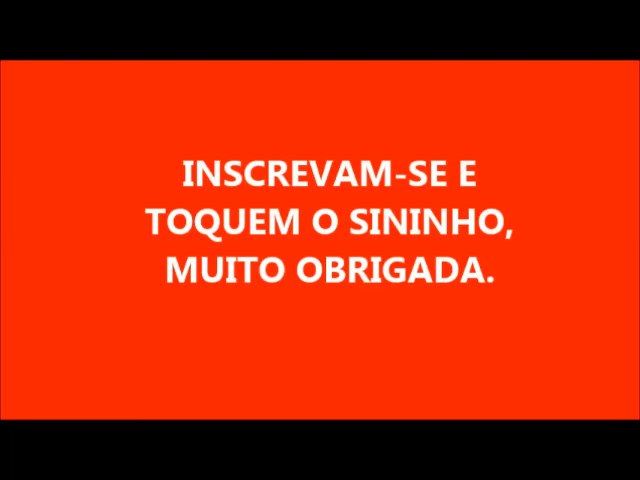 INSCREVAM-SE E
TOQUEM O SININHO,
MUITO OBRIGADA.